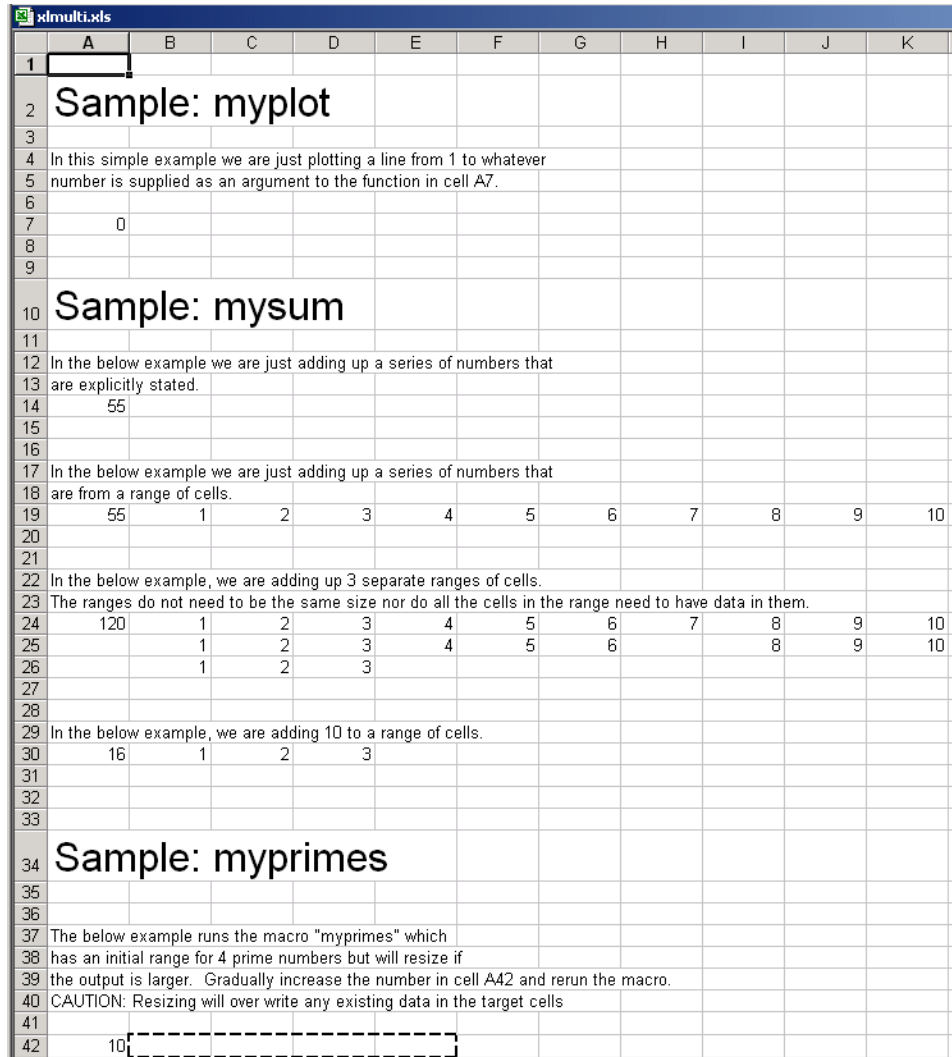 xlmulti.xls
A B C D E F G H I J K
1
2 Sample: myplot
3
4 In this simple example we are just plotting a line from 1 to whatever
5 number is supplied as an argument to the function in cell A7.
6
7 0
8
9
10 Sample: mysum
11
12 In the below example we are just adding up a series of numbers that
13 are explicitly stated.
14 55
15
16
17 In the below example we are just adding up a series of numbers that
18 are from a range of cells.
19 55 1 2 3 4 5 6 7 8 9 10
20
21
22 In the below example, we are adding up 3 separate ranges of cells.
23 The ranges do not need to be the same size nor do all the cells in the range need to have data in them.
24 120 1 2 3 4 5 6 7 8 9 10
25 1 2 3 4 5 6 8 9 10
26 1 2 3
27
28
29 In the below example, we are adding 10 to a range of cells.
30 16 1 2 3
31
32
33
34 Sample: myprimes
35
36
37 The below example runs the macro "myprimes" which
38 has an initial range for 4 prime numbers but will resize if
39 the output is larger. Gradually increase the number in cell A42 and rerun the macro.
40 CAUTION: Resizing will over write any existing data in the target cells
41
42 10